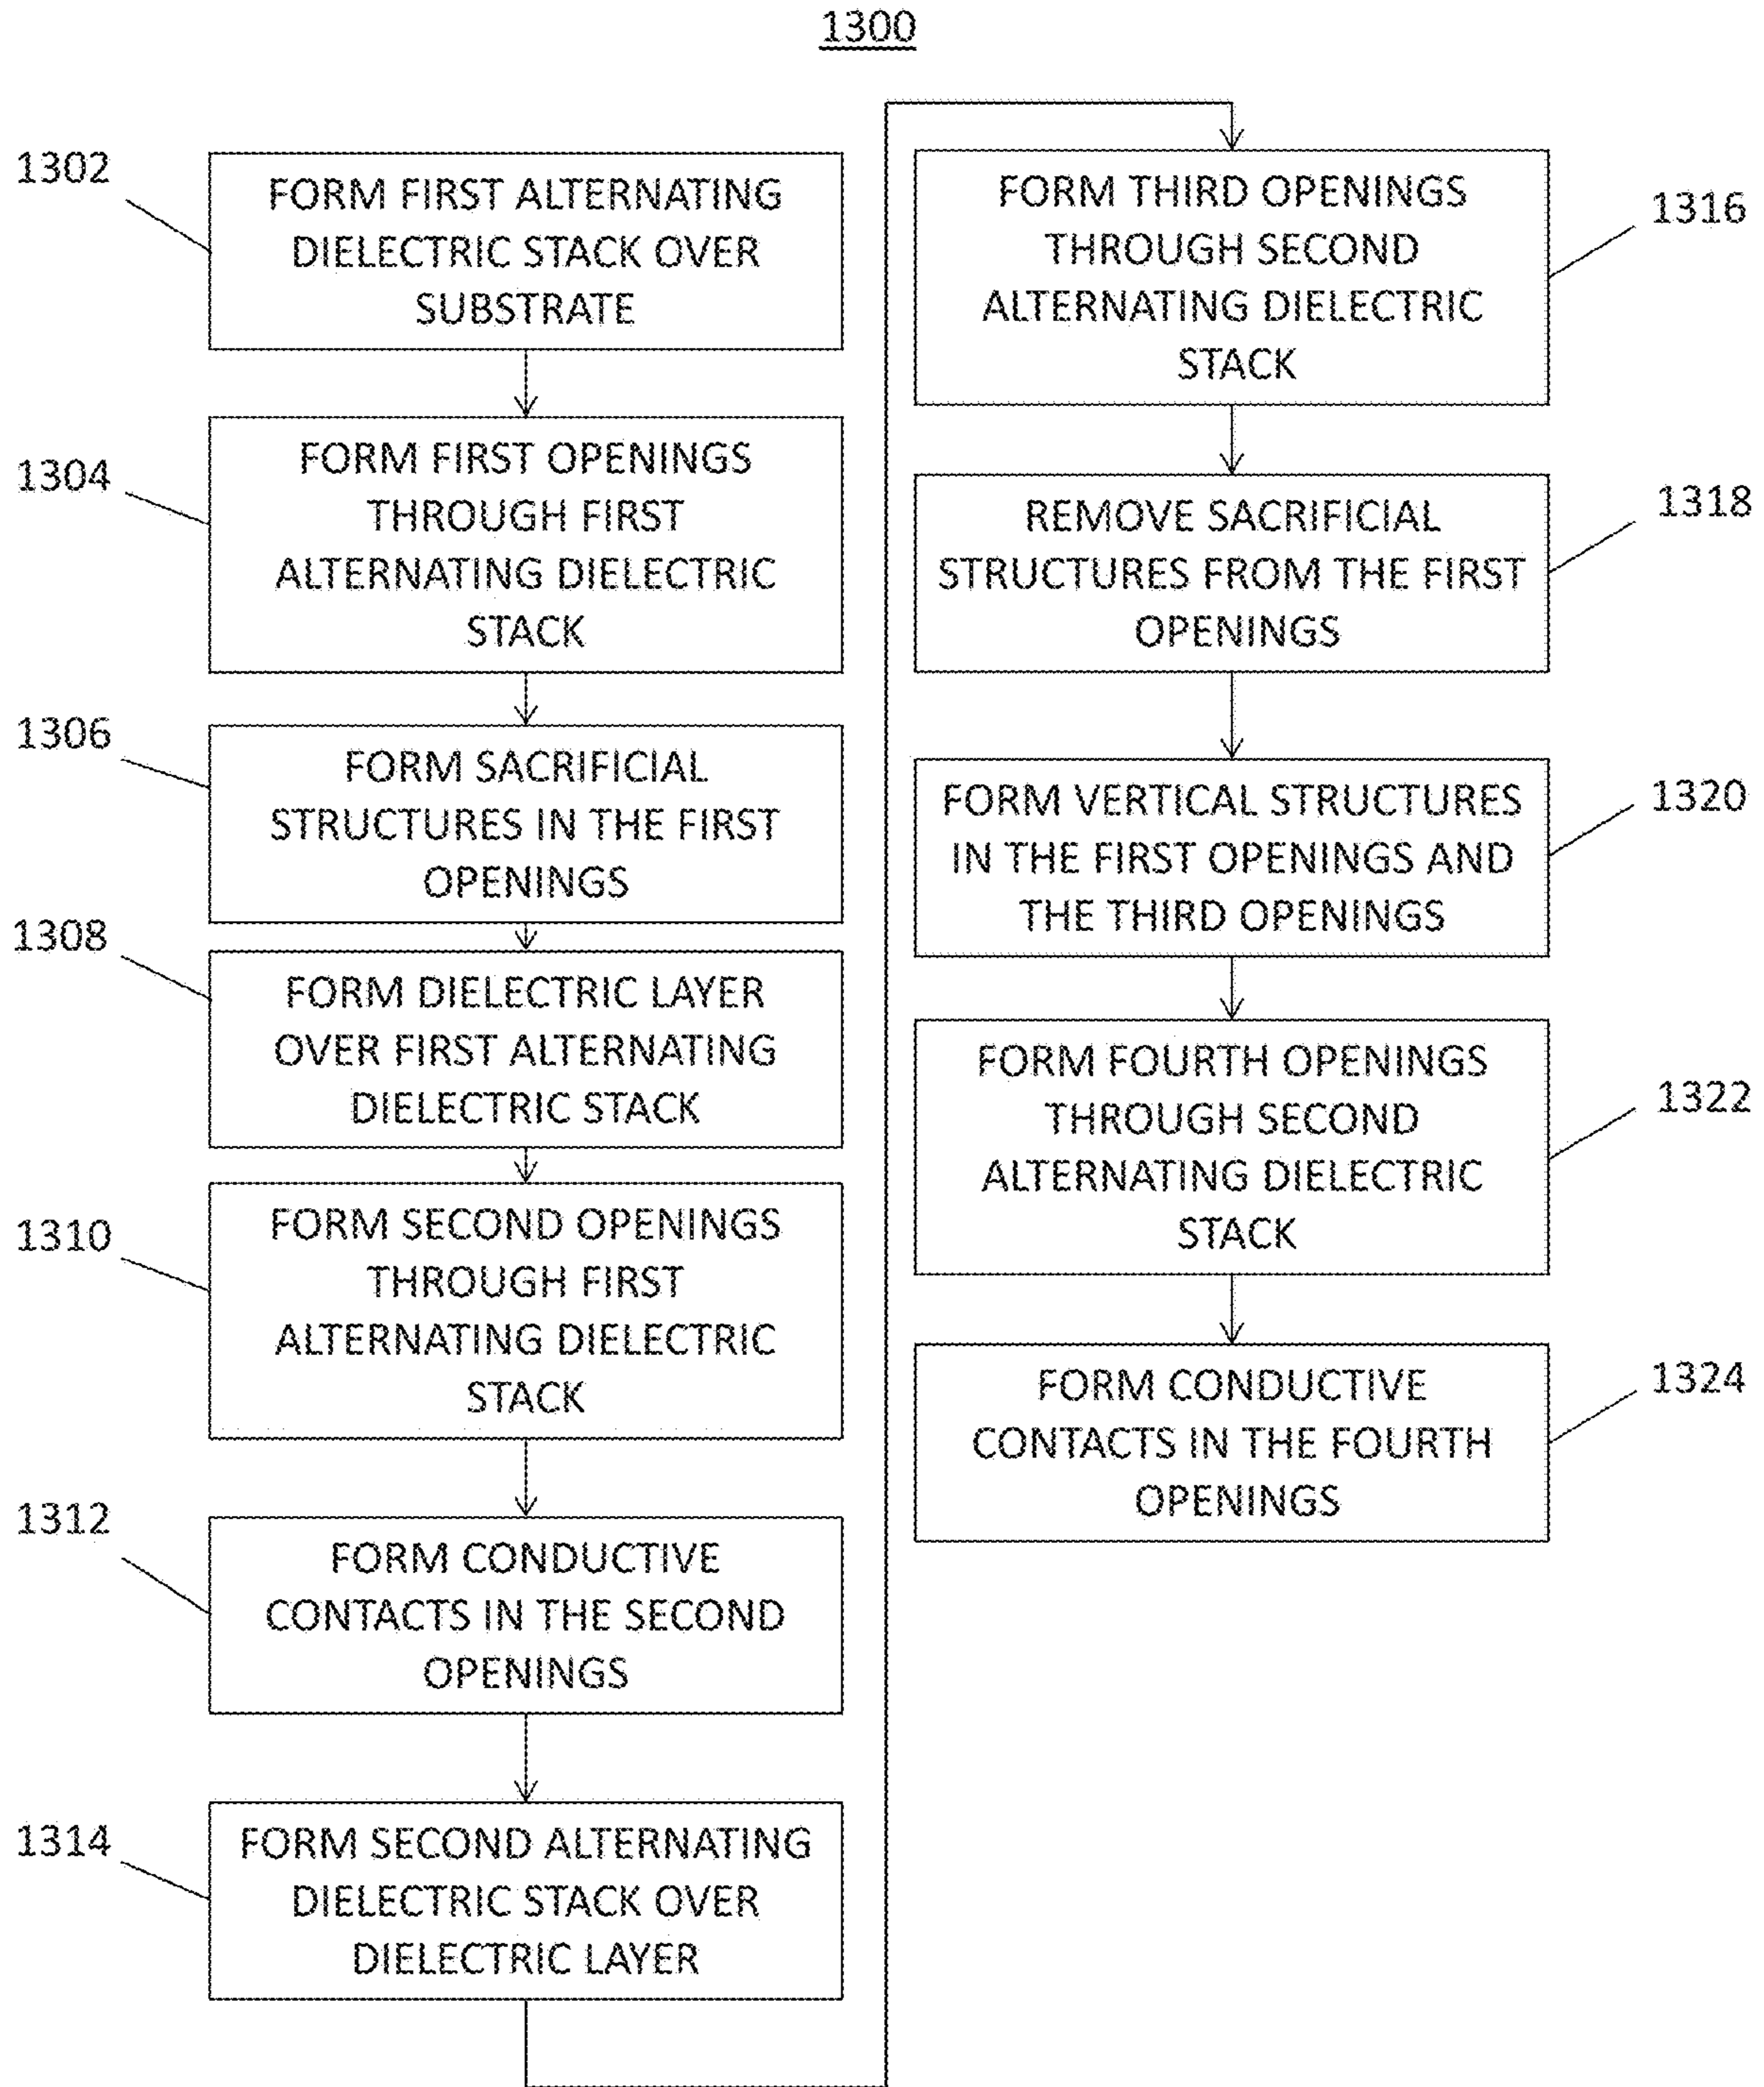 1300
1302
FORM FIRST ALTERNATING
DIELECTRIC STACK OVER
SUBSTRATE
1304
FORM FIRST OPENINGS
THROUGH FIRST
ALTERNATING DIELECTRIC
STACK
1306
FORM SACRIFICIAL
STRUCTURES IN THE FIRST
OPENINGS
1308
FORM DIELECTRIC LAYER
OVER FIRST ALTERNATING
DIELECTRIC STACK
1310
FORM SECOND OPENINGS
THROUGH FIRST
ALTERNATING DIELECTRIC
STACK
1312
FORM CONDUCTIVE
CONTACTS IN THE SECOND
OPENINGS
1314
FORM SECOND ALTERNATING
DIELECTRIC STACK OVER
DIELECTRIC LAYER
FORM THIRD OPENINGS
THROUGH SECOND
ALTERNATING DIELECTRIC
STACK
1316
REMOVE SACRIFICIAL
STRUCTURES FROM THE FIRST
OPENINGS
1318
FORM VERTICAL STRUCTURES
IN THE FIRST OPENINGS AND
THE THIRD OPENINGS
1320
FORM FOURTH OPENINGS
THROUGH SECOND
ALTERNATING DIELECTRIC
STACK
1322
FORM CONDUCTIVE
CONTACTS IN THE FOURTH
OPENINGS
1324